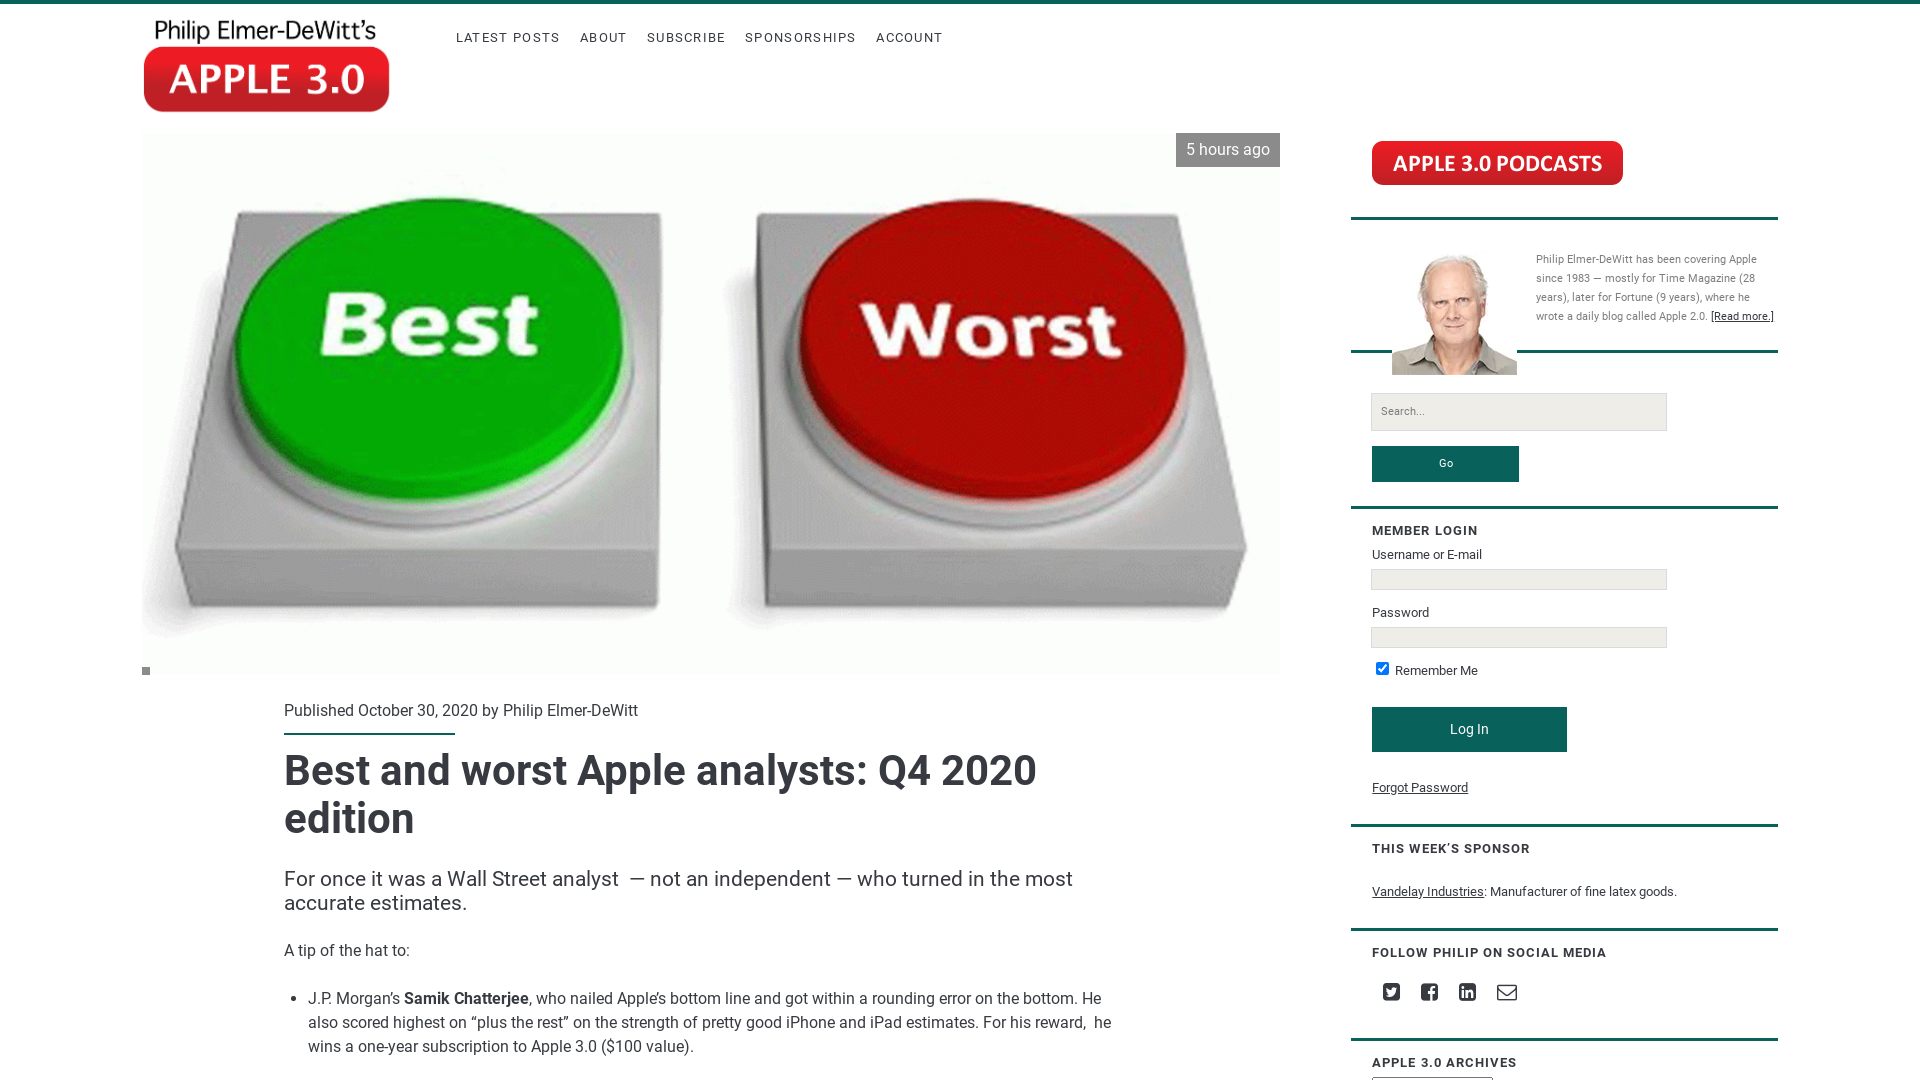 Philip Elmer-DeWitt's
APPLE 3.0
LATEST POSTS
ABOUT
SUBSCRIBE
SPONSORSHIPS
ACCOUNT
5 hours ago
Best
Worst
Published October 30, 2020 by Philip Elmer-DeWitt
Best and worst Apple analysts: Q4 2020
edition
For once it was a Wall Street analyst — not an independent — who turned in the most
accurate estimates.
A tip of the hat to:
• J.P. Morgan’s Samik Chatterjee, who nailed Apple’s bottom line and got within a rounding error on the bottom. He
also scored highest on “plus the rest” on the strength of pretty good iPhone and iPad estimates. For his reward, he
wins a one-year subscription to Apple 3.0 ($100 value).
APPLE 3.0 PODCASTS
Philip Elmer-DeWitt has been covering Apple
since 1983 — mostly for Time Magazine (28
years), later for Fortune (9 years), where he
wrote a daily blog called Apple 2.0. [Read more.]
Search...
Go
MEMBER LOGIN
Username or E-mail
Password
Remember Me
Log In
Forgot Password
THIS WEEK’S SPONSOR
Vandelay Industries: Manufacturer of fine latex goods.
FOLLOW PHILIP ON SOCIAL MEDIA
APPLE 3.0 ARCHIVES